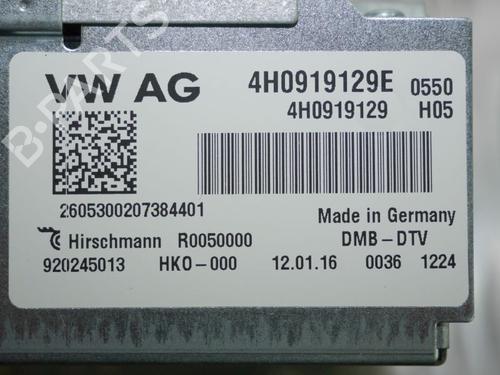 VW AG 4H0919129E 0550
4H0919129 H05
2605300207384401
Made in Germany
Hirschmann R0050000 DMB-DTV
920245013 HKO-000 12.01.16 0036 1224
B-PARTS